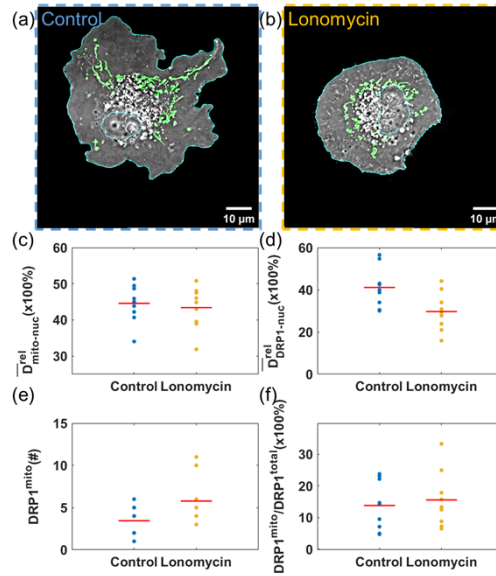 (a) Control
(b) Lonomycin
10 µm
10 µm
(c)
60
50
40
30
D̅ rel mito-nuc (x100%)
Control Lonomycin
(d)
60
40
20
0
D̅ rel DRP1-nuc (x100%)
Control Lonomycin
(e)
15
10
5
0
DRP1mito(#)
Control Lonomycin
(f)
30
20
10
0
DRP1mito/DRP1total(x100%)
Control Lonomycin